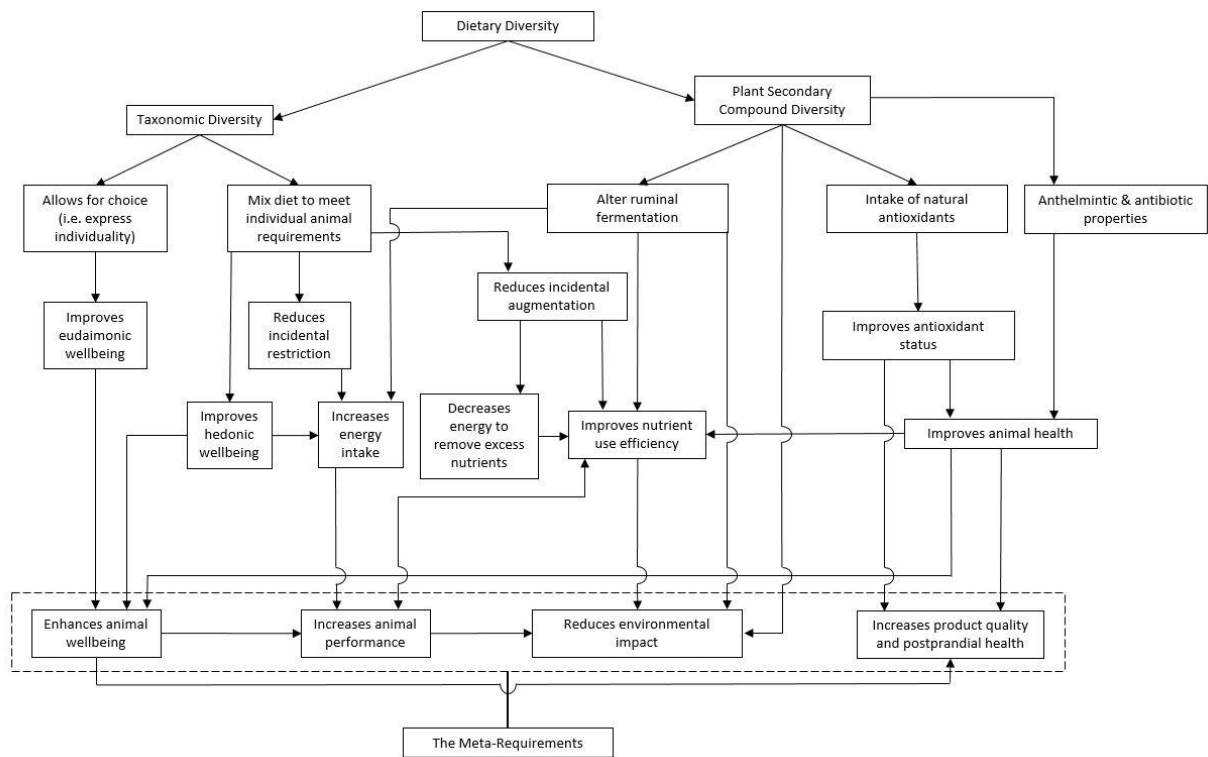 Dietary Diversity
Plant Secondary
Compound Diversity
Taxonomic Diversity
Allows for choice
(i.e. express
individuality)
Mix diet to meet
individual animal
requirements
Alter ruminal
fermentation
Intake of natural
antioxidants
Anthelmintic & antibiotic
properties
Reduces incidental
augmentation
Improves
eudaimonic
wellbeing
Reduces
incidental
restriction
Improves antioxidant
status
Improves
hedonic
wellbeing
Increases
energy
intake
Decreases
energy to
remove excess
nutrients
Improves nutrient
use efficiency
Improves animal health
Enhances animal
wellbeing
Increases animal
performance
Reduces environmental
impact
Increases product quality
and postprandial health
The Meta-Requirements